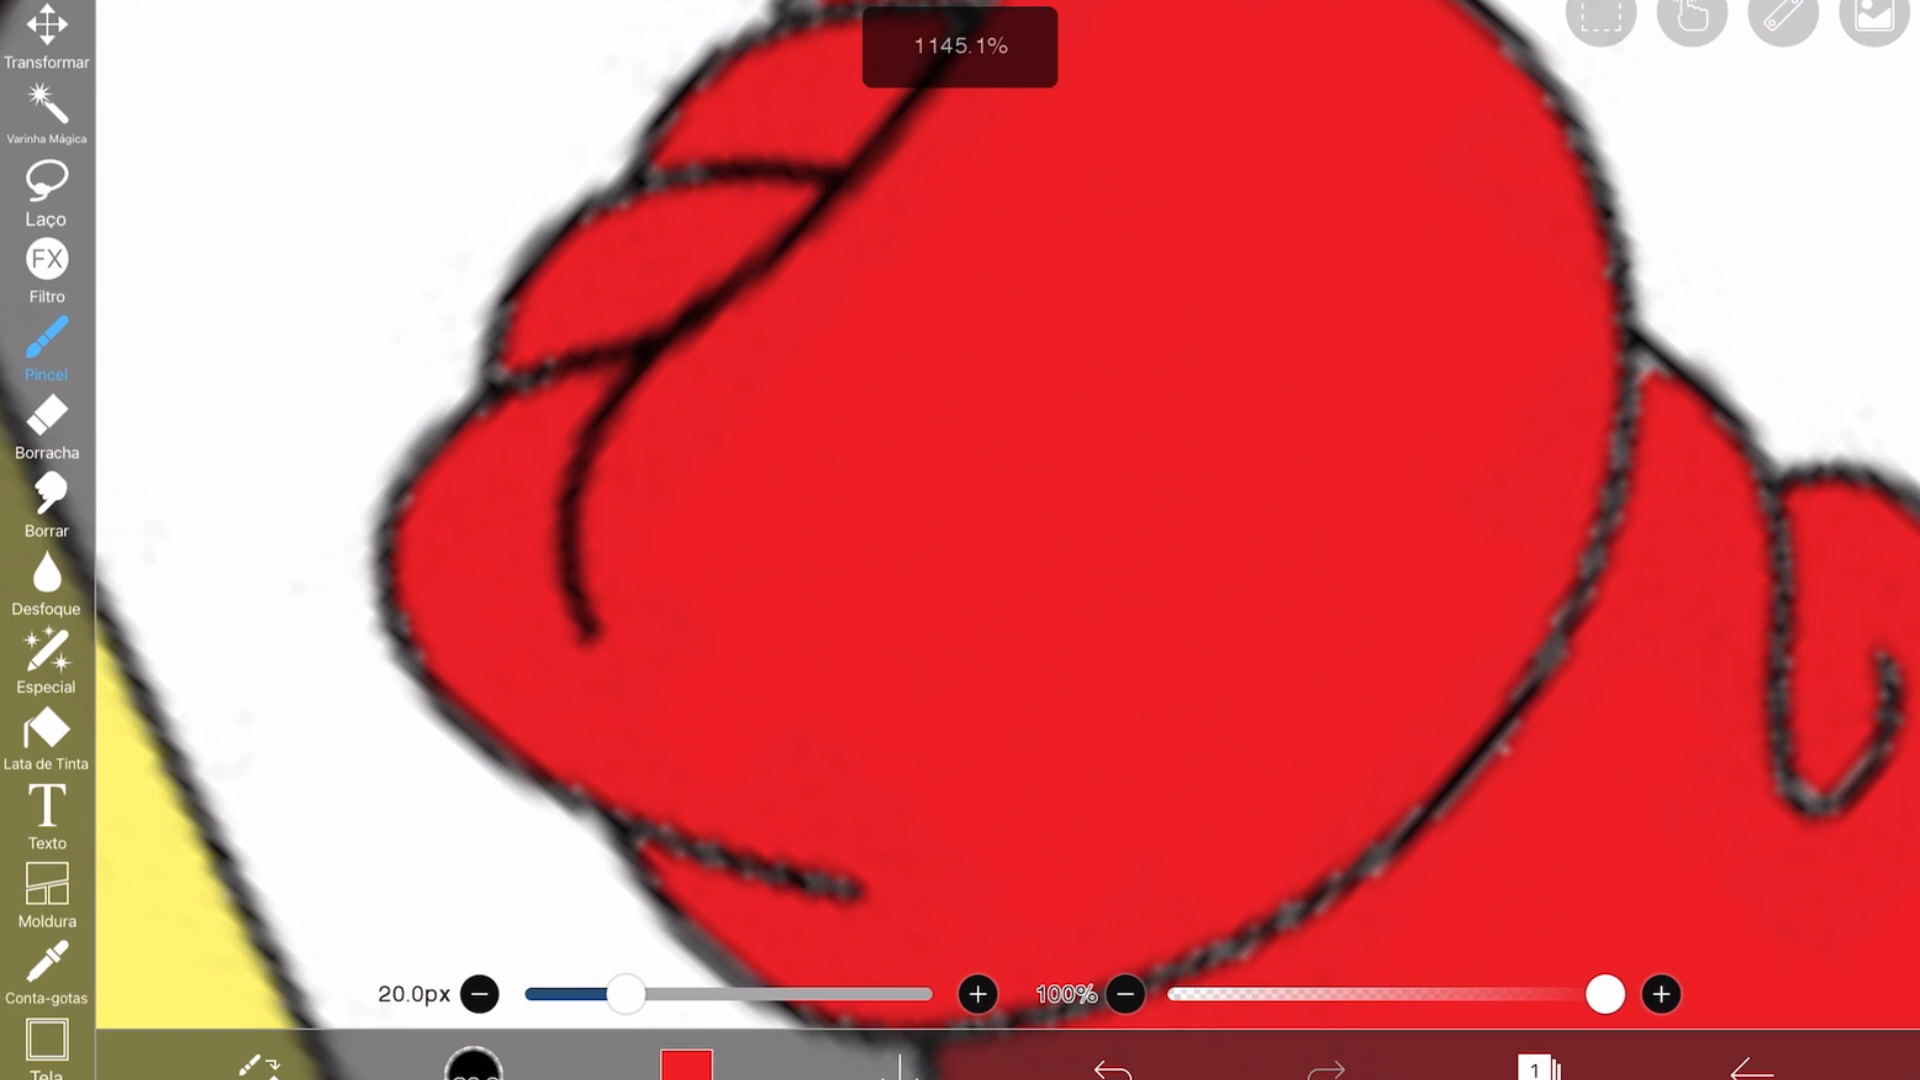 1145.1%
Transformar
Varinha Mágica
Laço
FX
Filtro
Pincel
Borracha
Borrar
Desfoque
Especial
Lata de Tinta
T
Texto
Moldura
Conta-gotas
Tela
20.0px
100%
1